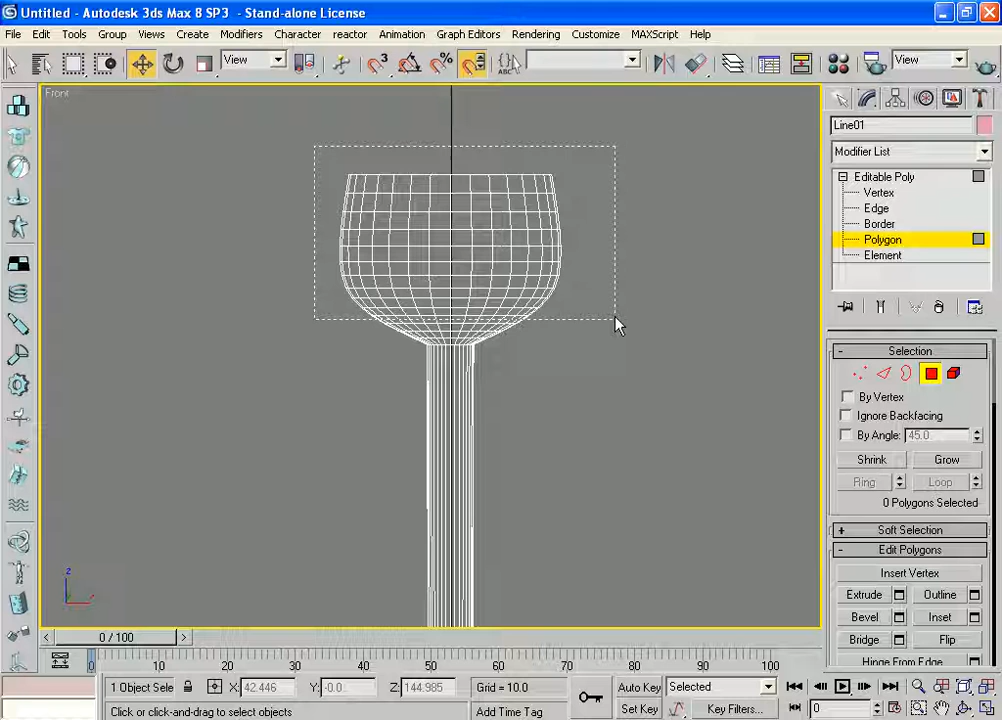 Untitled - Autodesk 3ds Max 8 SP3 - Stand-alone License
File Edit Tools Group Views Create Modifiers Character reactor Animation Graph Editors Rendering Customize MAXScript Help
View 3 % ABC View
Front
Line01
Modifier List
Editable Poly
Vertex
Edge
Border
Polygon
Element
- Selection
By Vertex
Ignore Backfacing
By Angle: 45.0
Shrink Grow
Ring Loop
0 Polygons Selected
+ Soft Selection
- Edit Polygons
Insert Vertex
Extrude Outline
Bevel Inset
Bridge Flip
Hinge From Edge
z
< 0 / 100 >
0 10 20 30 40 50 60 70 80 90 100
1 Object Sele X: 42.446 Y: -0.0 Z: 144.985 Grid = 10.0 Auto Key Selected
Click or click-and-drag to select objects Add Time Tag Set Key Key Filters... 0